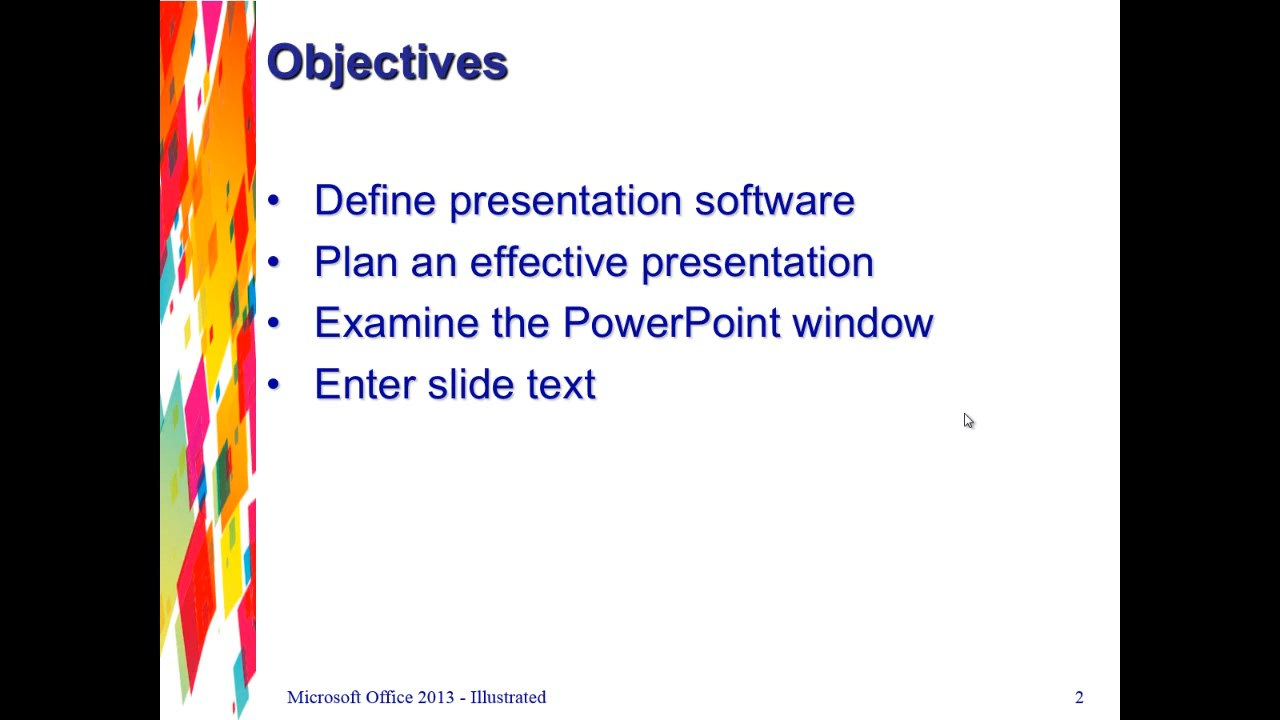 Objectives
• Define presentation software
• Plan an effective presentation
• Examine the PowerPoint window
• Enter slide text
Microsoft Office 2013 - Illustrated
2